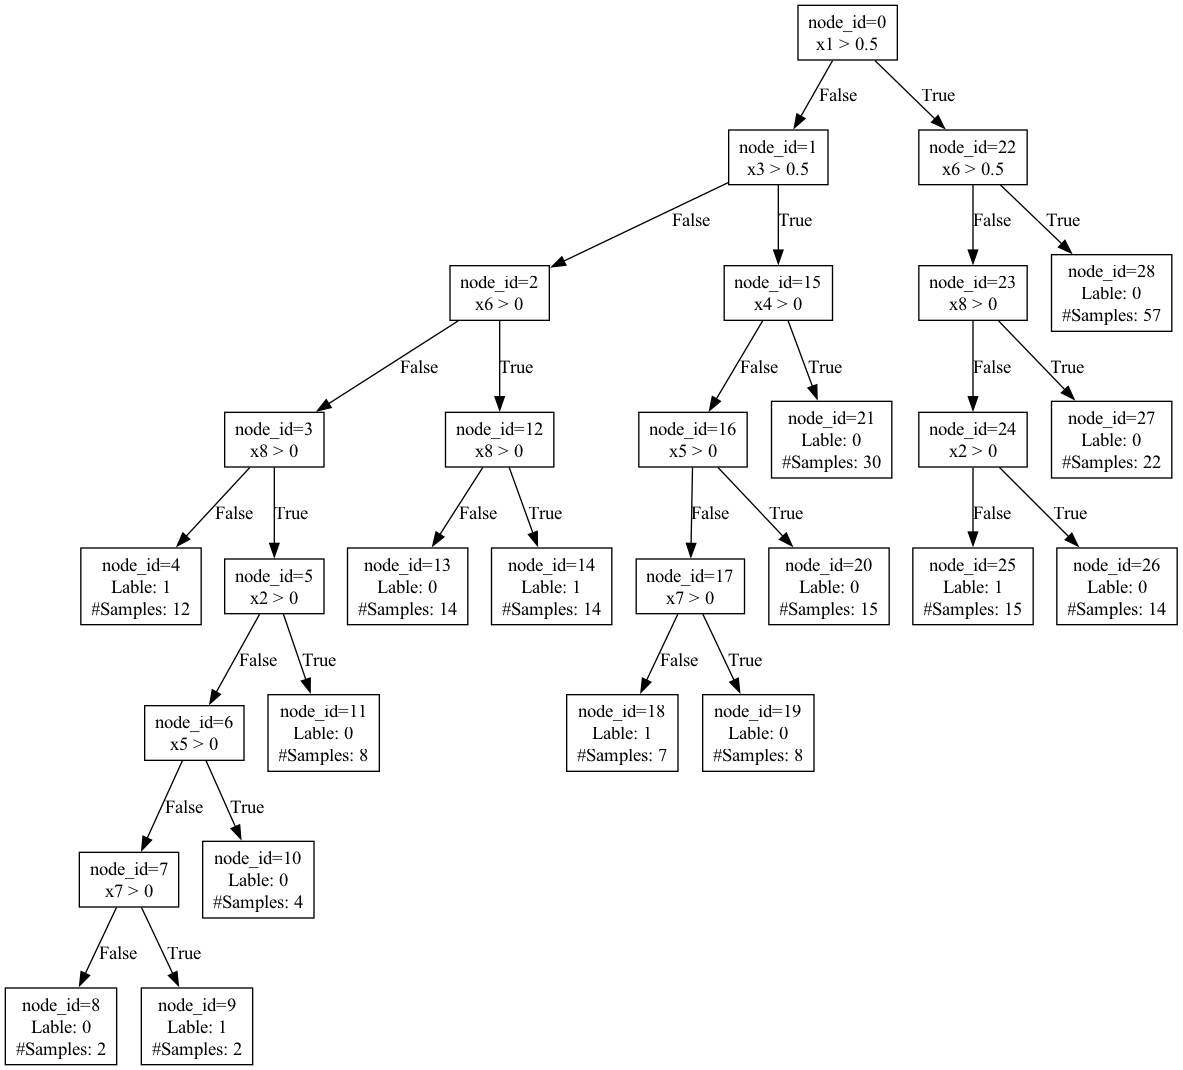 node_id=0
x1 > 0.5
False
True
node_id=1
x3 > 0.5
node_id=22
x6 > 0.5
False
True
False
True
node_id=2
x6 > 0
node_id=15
x4 > 0
node_id=23
x8 > 0
node_id=28
Lable: 0
#Samples: 57
False
True
False
True
False
True
node_id=3
x8 > 0
node_id=12
x8 > 0
node_id=16
x5 > 0
node_id=21
Lable: 0
#Samples: 30
node_id=24
x2 > 0
node_id=27
Lable: 0
#Samples: 22
False
True
False
True
False
True
False
True
node_id=4
Lable: 1
#Samples: 12
node_id=5
x2 > 0
node_id=13
Lable: 0
#Samples: 14
node_id=14
Lable: 1
#Samples: 14
node_id=17
x7 > 0
node_id=20
Lable: 0
#Samples: 15
node_id=25
Lable: 1
#Samples: 15
node_id=26
Lable: 0
#Samples: 14
False
True
False
True
node_id=6
x5 > 0
node_id=11
Lable: 0
#Samples: 8
node_id=18
Lable: 1
#Samples: 7
node_id=19
Lable: 0
#Samples: 8
False
True
node_id=7
x7 > 0
node_id=10
Lable: 0
#Samples: 4
False
True
node_id=8
Lable: 0
#Samples: 2
node_id=9
Lable: 1
#Samples: 2